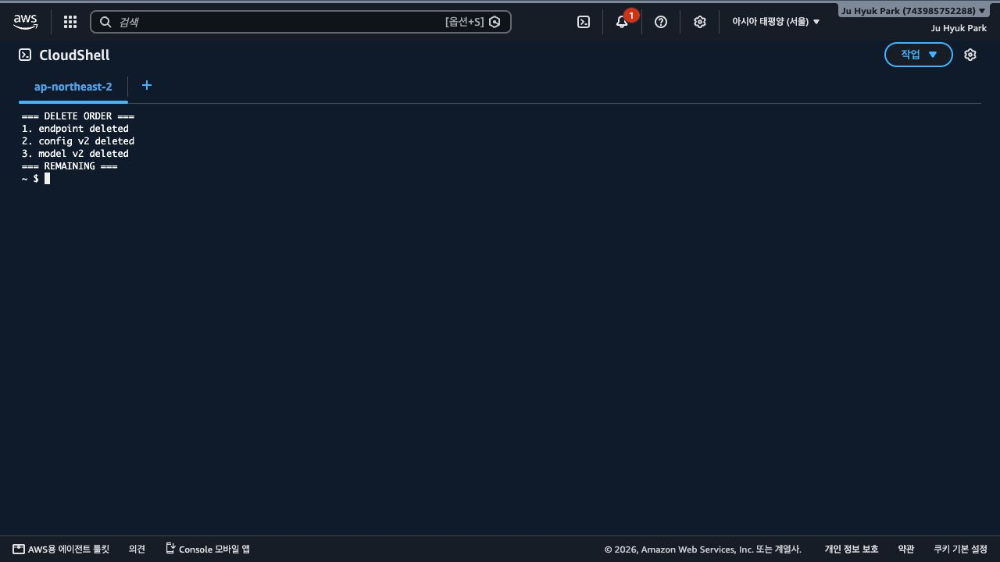 aws
검색
[옵션+S]
1
아시아 태평양 (서울) ▼
Ju Hyuk Park (743985752288) ▼
Ju Hyuk Park
CloudShell
작업 ▼
ap-northeast-2
+
=== DELETE ORDER ===
1. endpoint deleted
2. config v2 deleted
3. model v2 deleted
=== REMAINING ===
~ $
AWS용 에이전트 툴킷 의견 Console 모바일 앱 © 2026, Amazon Web Services, Inc. 또는 계열사. 개인 정보 보호 약관 쿠키 기본 설정